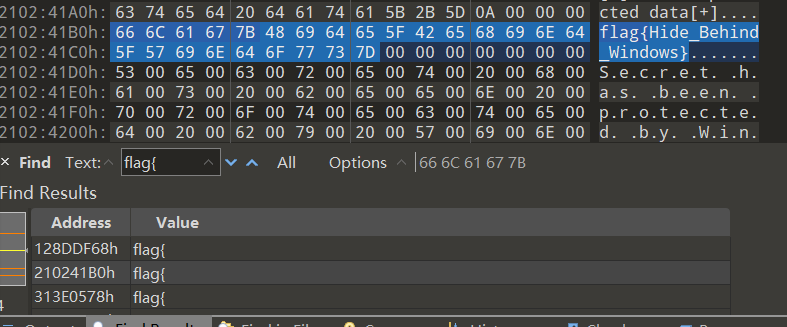 2102:41A0h: 63 74 65 64 20 64 61 74 61 5B 2B 5D 0A 00 00 00 cted data[+]....
2102:41B0h: 66 6C 61 67 7B 48 69 64 65 5F 42 65 68 69 6E 64 flag{Hide_Behind
2102:41C0h: 5F 57 69 6E 64 6F 77 73 7D 00 00 00 00 00 00 00 _Windows}.......
2102:41D0h: 53 00 65 00 63 00 72 00 65 00 74 00 20 00 68 00 S.e.c.r.e.t. .h.
2102:41E0h: 61 00 73 00 20 00 62 00 65 00 65 00 6E 00 20 00 a.s. .b.e.e.n. .
2102:41F0h: 70 00 72 00 6F 00 74 00 65 00 63 00 74 00 65 00 p.r.o.t.e.c.t.e.
2102:4200h: 64 00 20 00 62 00 79 00 20 00 57 00 69 00 6E 00 d. .b.y. .W.i.n.
× Find Text: flag{ All Options 66 6C 61 67 7B
Find Results
Address Value
128DDF68h flag{
210241B0h flag{
313E0578h flag{
4